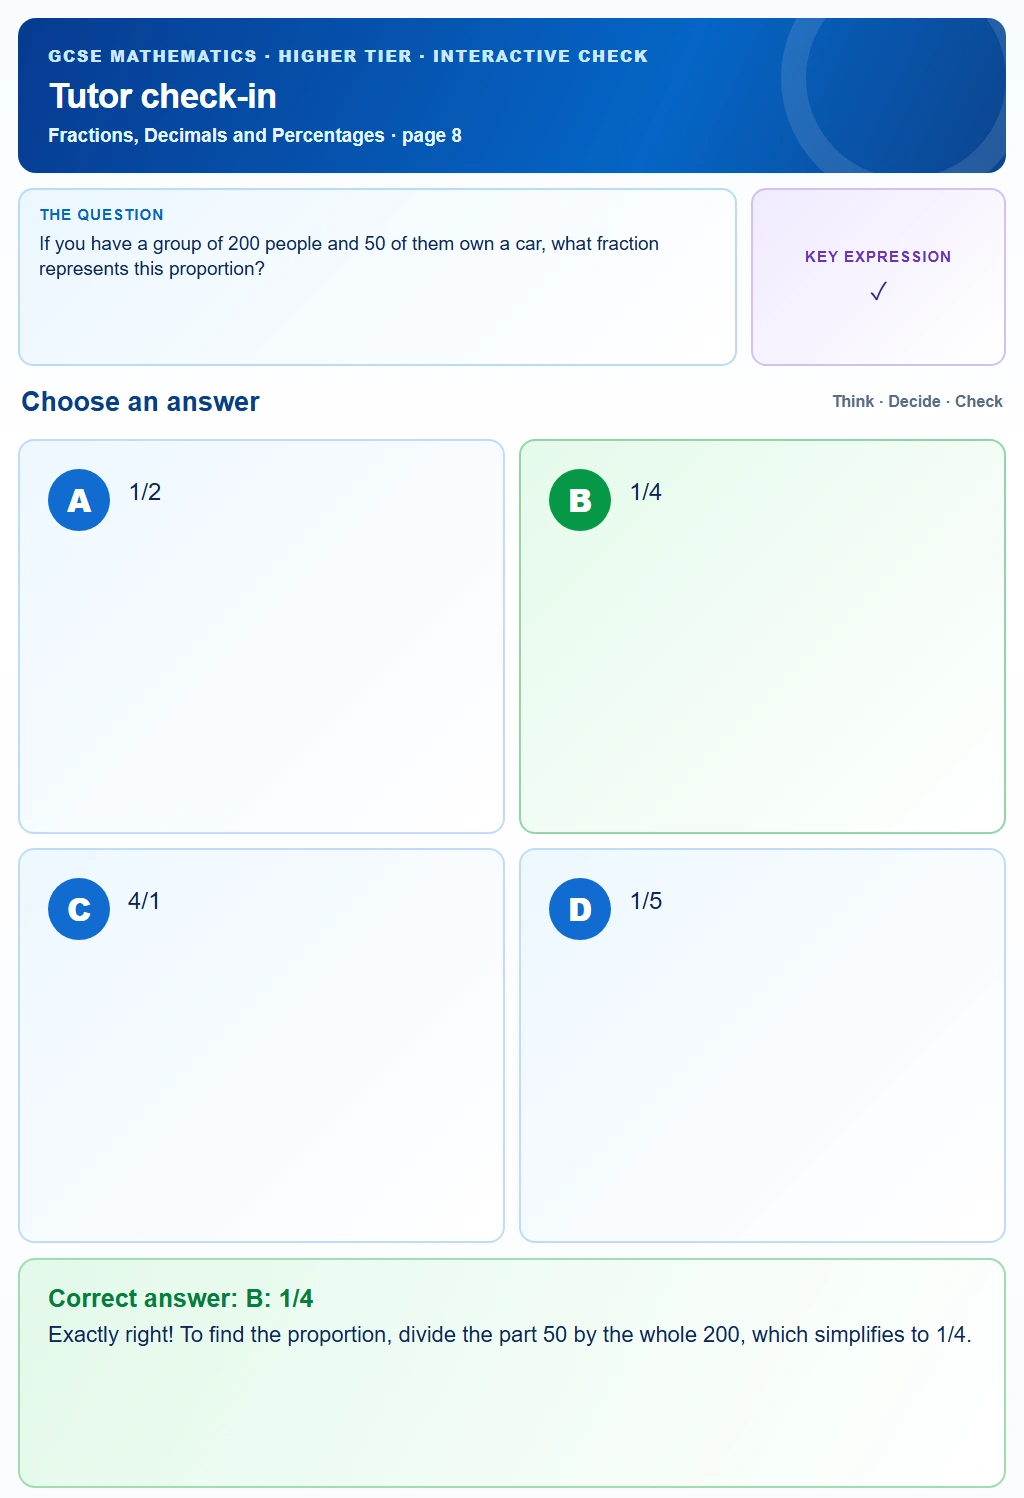 GCSE MATHEMATICS · HIGHER TIER · INTERACTIVE CHECK
Tutor check-in
Fractions, Decimals and Percentages · page 8
THE QUESTION
If you have a group of 200 people and 50 of them own a car, what fraction
represents this proportion?
KEY EXPRESSION
✓
Choose an answer
Think · Decide · Check
A
1/2
B
1/4
C
4/1
D
1/5
Correct answer: B: 1/4
Exactly right! To find the proportion, divide the part 50 by the whole 200, which simplifies to 1/4.